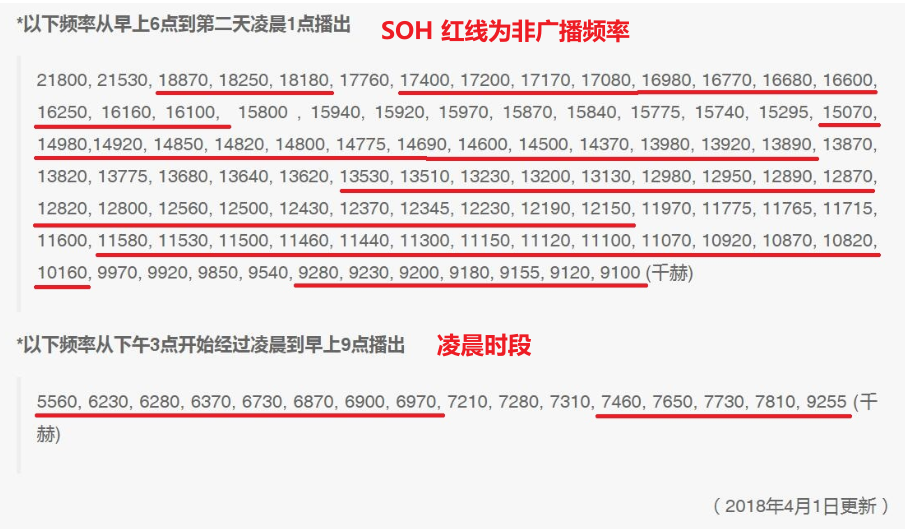 *以下频率从早上6点到第二天凌晨1点播出 SOH 红线为非广播频率
21800, 21530, 18870, 18250, 18180, 17760, 17400, 17200, 17170, 17080, 16980, 16770, 16680, 16600,
16250, 16160, 16100, 15800 , 15940, 15920, 15970, 15870, 15840, 15775, 15740, 15295, 15070,
14980,14920, 14850, 14820, 14800, 14775, 14690, 14600, 14500, 14370, 13980, 13920, 13890, 13870,
13820, 13775, 13680, 13640, 13620, 13530, 13510, 13230, 13200, 13130, 12980, 12950, 12890, 12870,
12820, 12800, 12560, 12500, 12430, 12370, 12345, 12230, 12190, 12150, 11970, 11775, 11765, 11715,
11600, 11580, 11530, 11500, 11460, 11440, 11300, 11150, 11120, 11100, 11070, 10920, 10870, 10820,
10160, 9970, 9920, 9850, 9540, 9280, 9230, 9200, 9180, 9155, 9120, 9100 (千赫)
*以下频率从下午3点开始经过凌晨到早上9点播出 凌晨时段
5560, 6230, 6280, 6370, 6730, 6870, 6900, 6970, 7210, 7280, 7310, 7460, 7650, 7730, 7810, 9255 (千
赫)
( 2018年4月1日更新 )